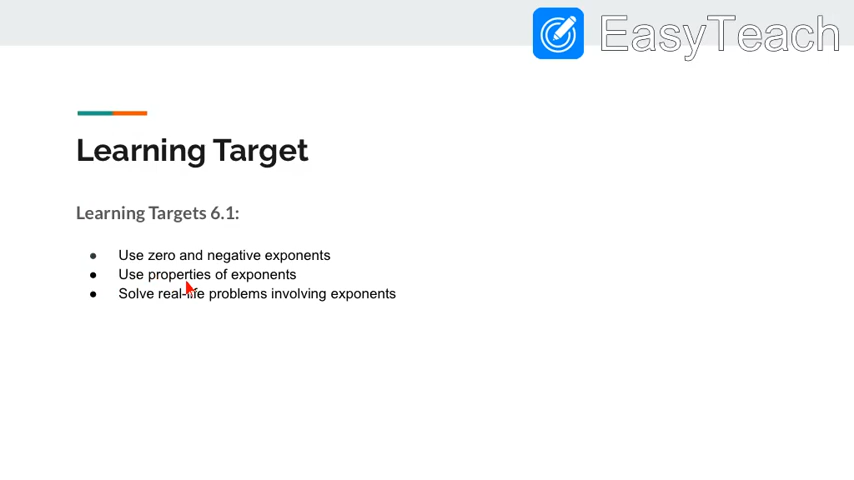 EasyTeach
Learning Target
Learning Targets 6.1:
● Use zero and negative exponents
● Use properties of exponents
● Solve real-life problems involving exponents